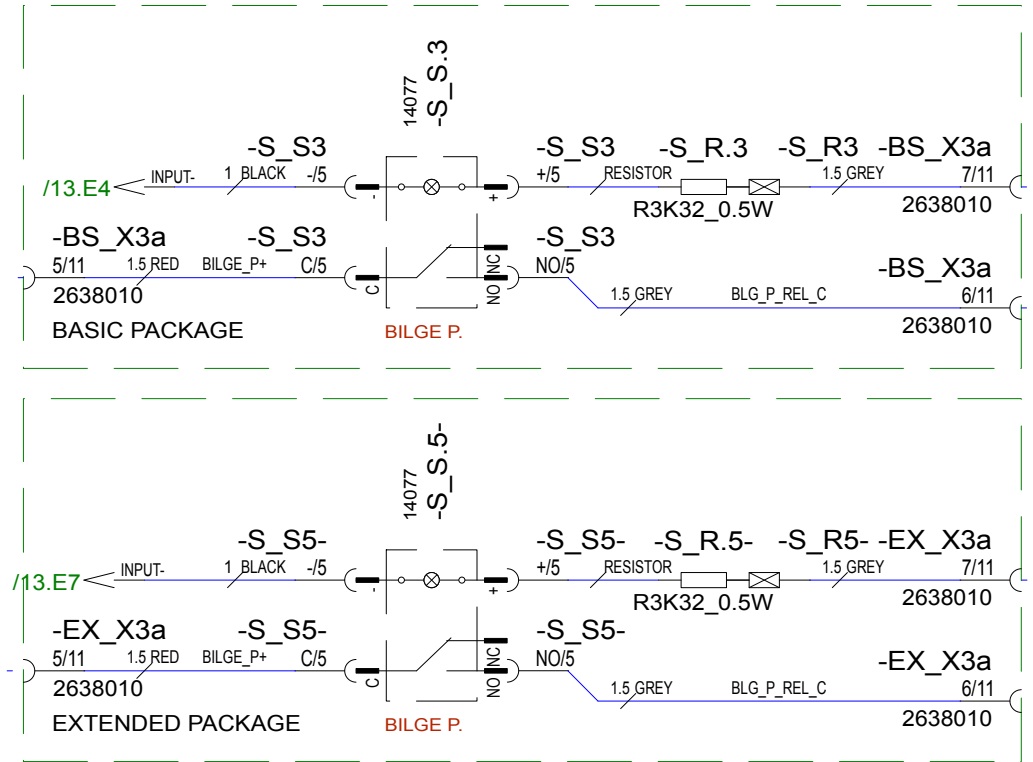 14077
-S_S.3
-S_S3 -S_S3 -S_R.3 -S_R3 -BS_X3a
/13.E4 INPUT- 1 BLACK -/5 - + +/5 RESISTOR 1.5 GREY 7/11
R3K32_0.5W 2638010
-BS_X3a -S_S3 -S_S3 -BS_X3a
5/11 1.5 RED BILGE_P+ C/5 C NO NC NO/5
2638010 1.5 GREY BLG_P_REL_C 6/11
BASIC PACKAGE BILGE P. 2638010
14077
-S_S.5-
-S_S5- -S_S5- -S_R.5- -S_R5- -EX_X3a
/13.E7 INPUT- 1 BLACK -/5 - + +/5 RESISTOR 1.5 GREY 7/11
R3K32_0.5W 2638010
-EX_X3a -S_S5- -S_S5- -EX_X3a
5/11 1.5 RED BILGE_P+ C/5 C NO NC NO/5
2638010 1.5 GREY BLG_P_REL_C 6/11
EXTENDED PACKAGE BILGE P. 2638010